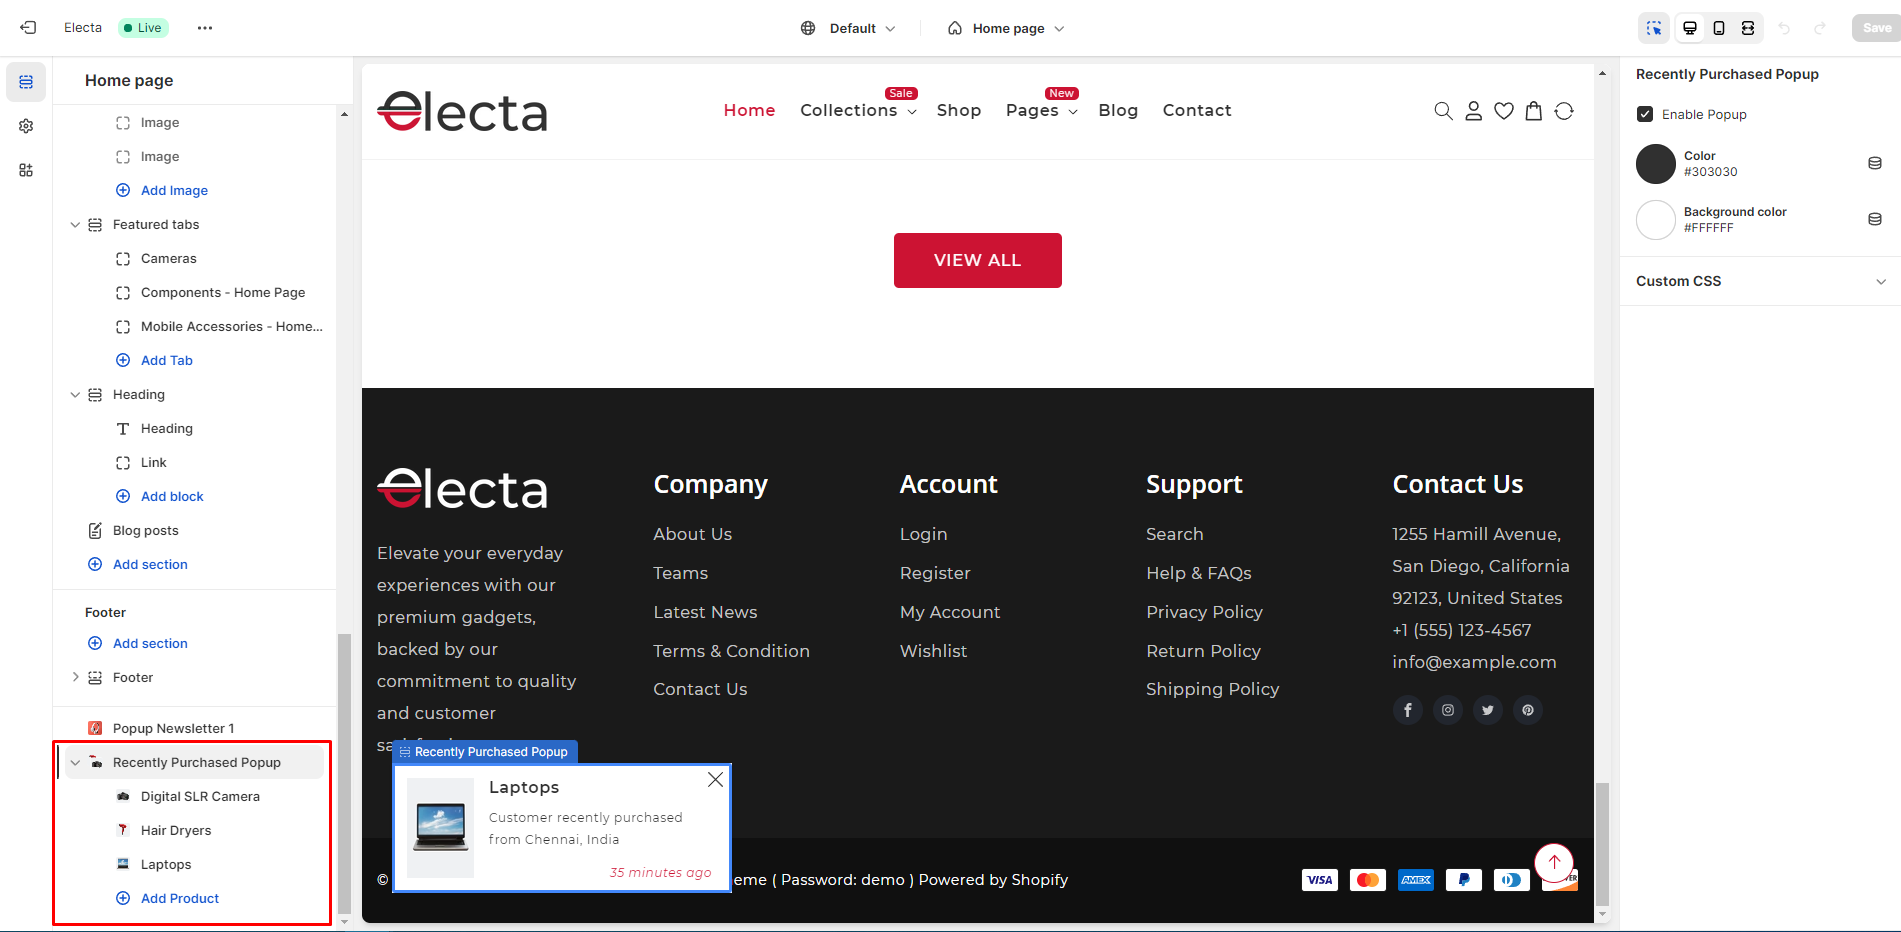 Electa
Live
Default
Home page
Save
Home page
Image
Image
Add Image
Featured tabs
Cameras
Components - Home Page
Mobile Accessories - Home...
Add Tab
Heading
Heading
Link
Add block
Blog posts
Add section
Footer
Add section
Footer
Popup Newsletter 1
Recently Purchased Popup
Digital SLR Camera
Hair Dryers
Laptops
Add Product
electa
Home
Collections
Sale
Shop
Pages
New
Blog
Contact
VIEW ALL
electa
Elevate your everyday
experiences with our
premium gadgets,
backed by our
commitment to quality
and customer
Company
About Us
Teams
Latest News
Terms & Condition
Contact Us
Account
Login
Register
My Account
Wishlist
Support
Search
Help & FAQs
Privacy Policy
Return Policy
Shipping Policy
Contact Us
1255 Hamill Avenue,
San Diego, California
92123, United States
+1 (555) 123-4567
info@example.com
Recently Purchased Popup
Laptops
Customer recently purchased
from Chennai, India
35 minutes ago
© eme ( Password: demo ) Powered by Shopify
VISA
AMEX
Recently Purchased Popup
Enable Popup
Color
#303030
Background color
#FFFFFF
Custom CSS